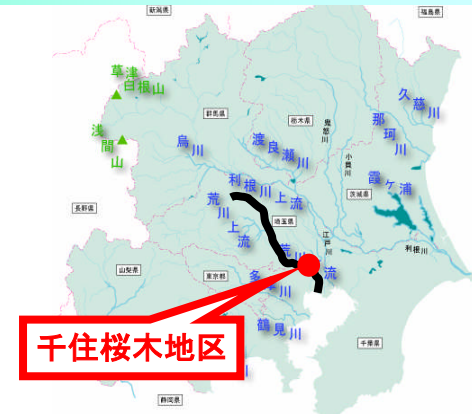 新潟県
福島県
草津
白根山
群馬県
栃木県
鬼怒川
久慈川
那珂川
浅間山
烏川
渡良瀬川
小貝川
霞ヶ浦
利根川上流
茨城県
長野県
荒川上流
埼玉県
江戸川
利根川
荒
流
山梨県
東京都
多
川
鶴見川
千住桜木地区
千葉県
静岡県
川